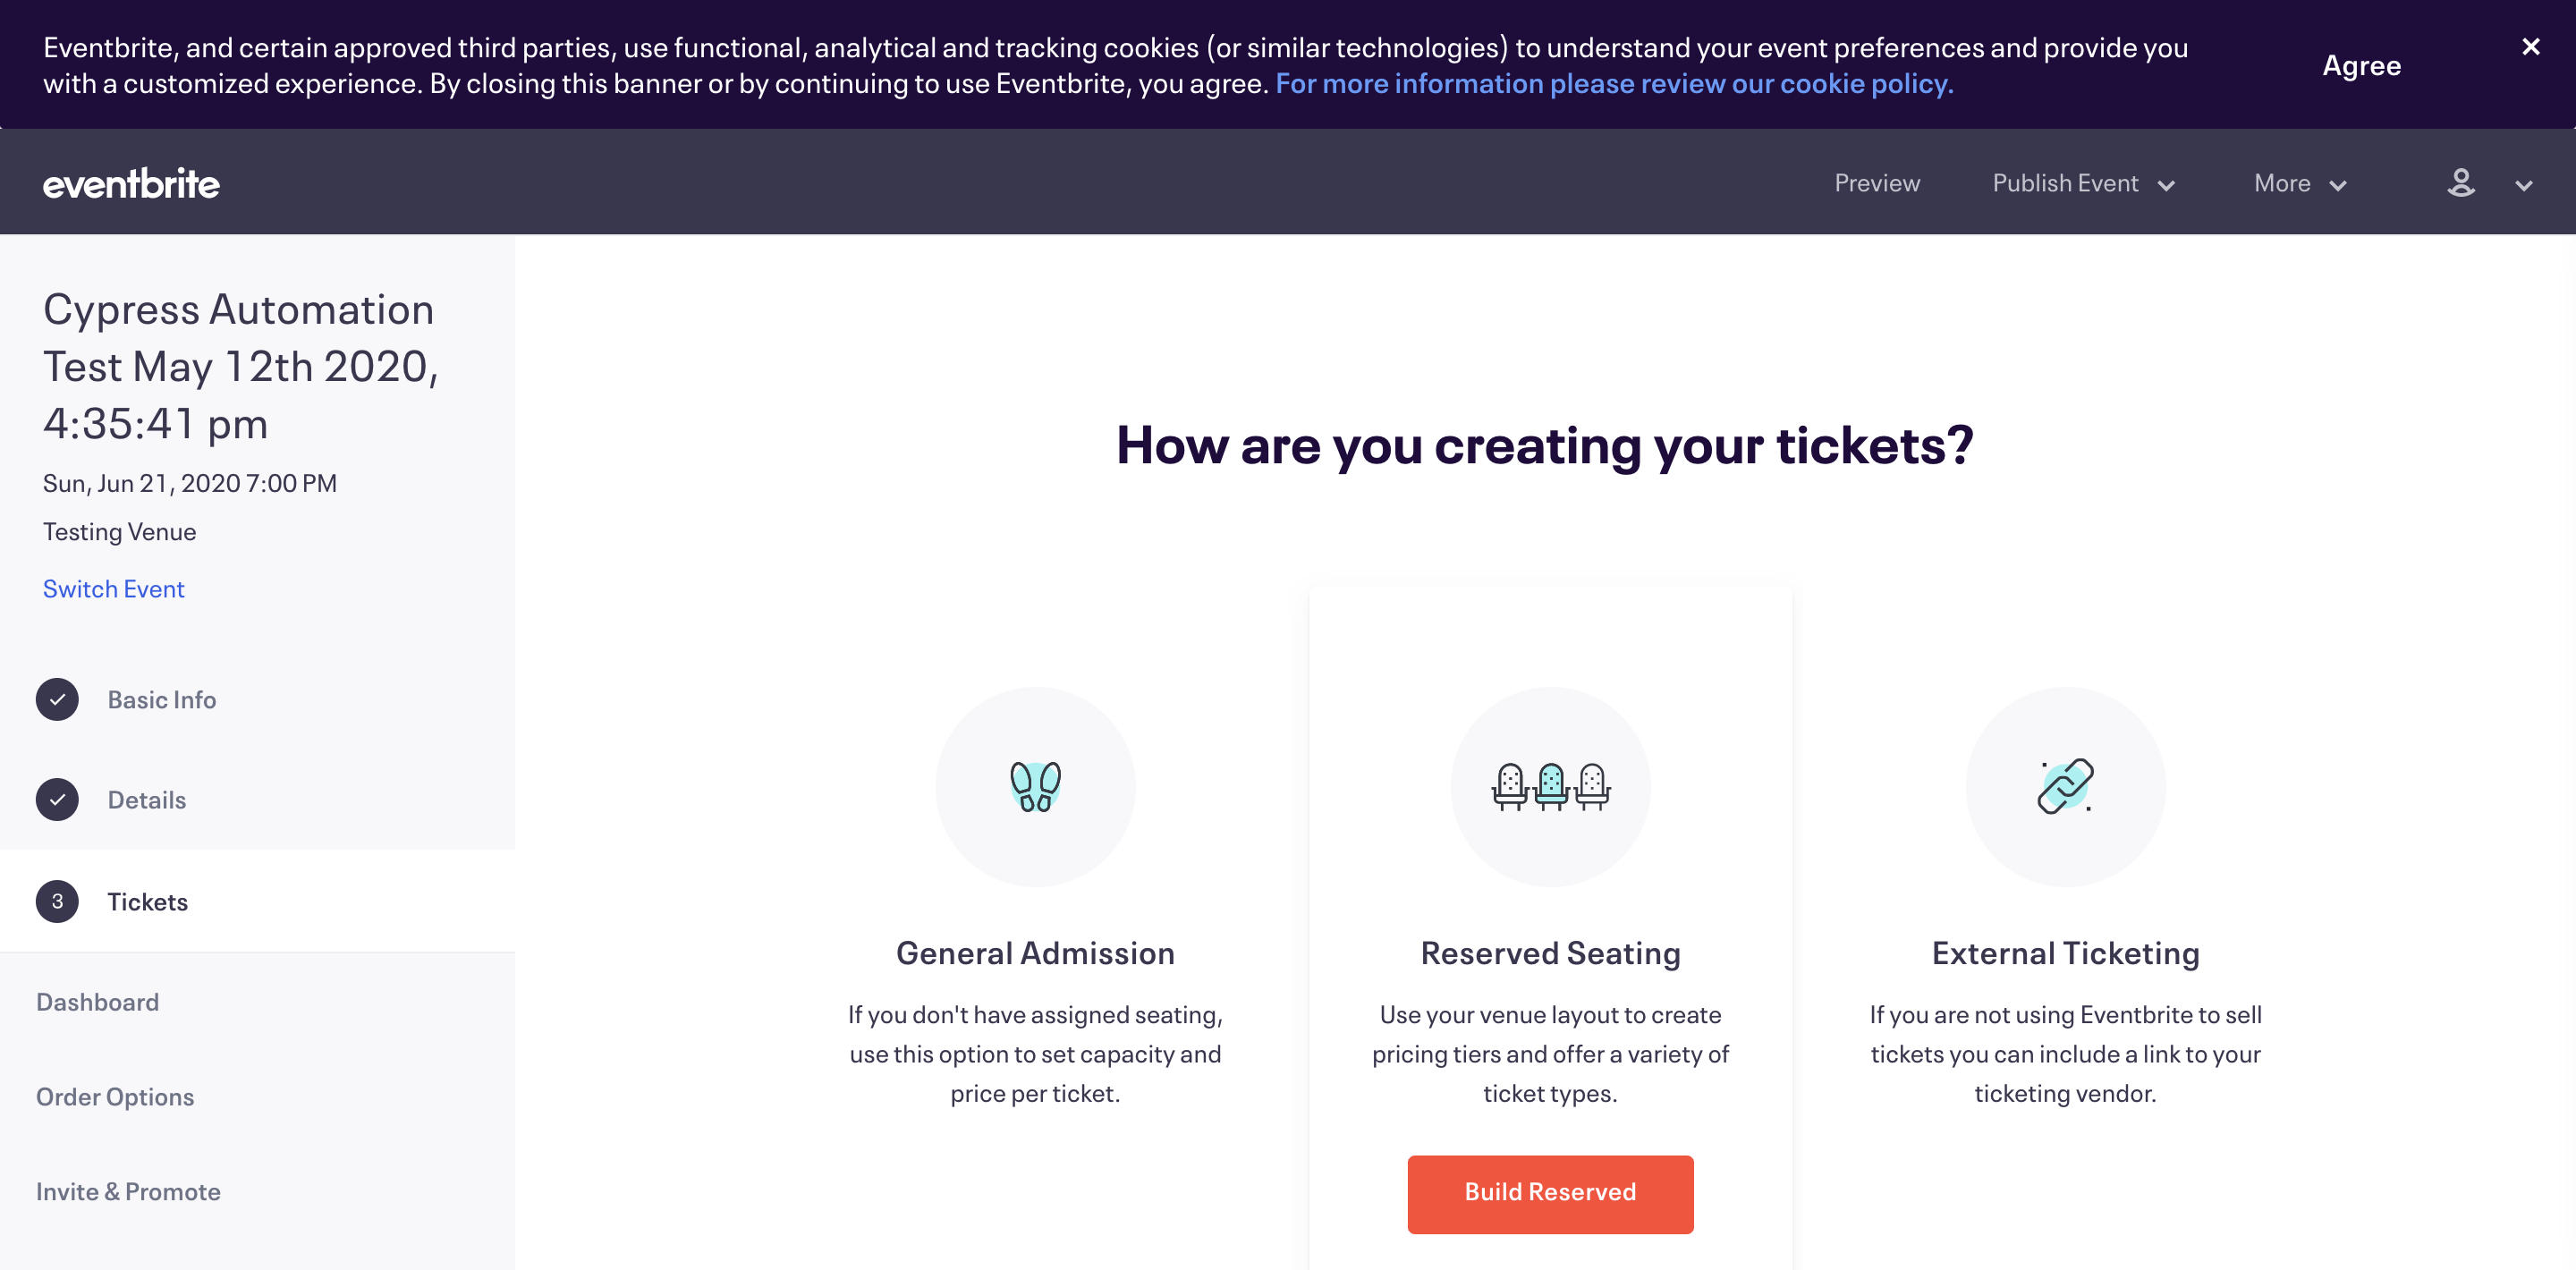 Eventbrite, and certain approved third parties, use functional, analytical and tracking cookies (or similar technologies) to understand your event preferences and provide you
with a customized experience. By closing this banner or by continuing to use Eventbrite, you agree. For more information please review our cookie policy.
Agree
eventbrite
Preview
Publish Event
More
Cypress Automation
Test May 12th 2020,
4:35:41 pm
Sun, Jun 21, 2020 7:00 PM
Testing Venue
Switch Event
Basic Info
Details
3 Tickets
Dashboard
Order Options
Invite & Promote
How are you creating your tickets?
General Admission
If you don't have assigned seating,
use this option to set capacity and
price per ticket.
Reserved Seating
Use your venue layout to create
pricing tiers and offer a variety of
ticket types.
Build Reserved
External Ticketing
If you are not using Eventbrite to sell
tickets you can include a link to your
ticketing vendor.